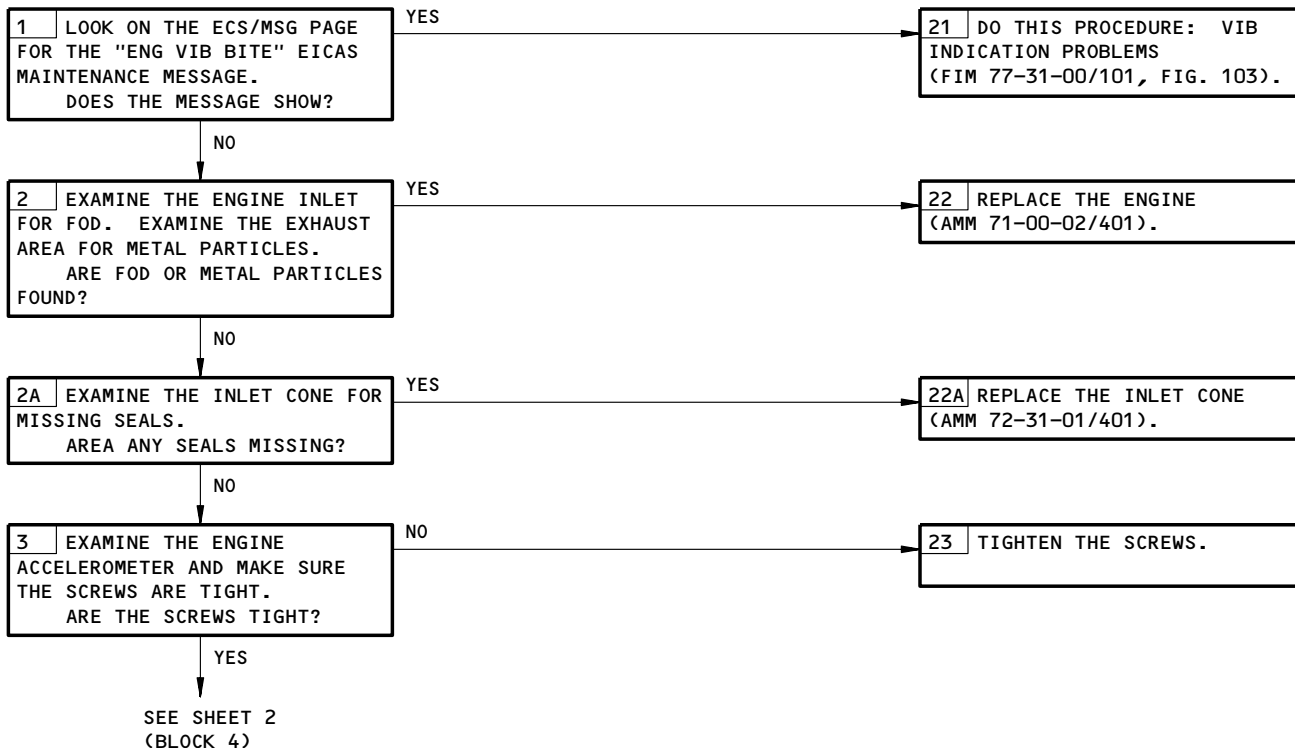 1 LOOK ON THE ECS/MSG PAGE
FOR THE "ENG VIB BITE" EICAS
MAINTENANCE MESSAGE.
DOES THE MESSAGE SHOW?
YES
21 DO THIS PROCEDURE: VIB
INDICATION PROBLEMS
(FIM 77-31-00/101, FIG. 103).
NO
2 EXAMINE THE ENGINE INLET
FOR FOD. EXAMINE THE EXHAUST
AREA FOR METAL PARTICLES.
ARE FOD OR METAL PARTICLES
FOUND?
YES
22 REPLACE THE ENGINE
(AMM 71-00-02/401).
NO
2A EXAMINE THE INLET CONE FOR
MISSING SEALS.
AREA ANY SEALS MISSING?
YES
22A REPLACE THE INLET CONE
(AMM 72-31-01/401).
NO
3 EXAMINE THE ENGINE
ACCELEROMETER AND MAKE SURE
THE SCREWS ARE TIGHT.
ARE THE SCREWS TIGHT?
NO
23 TIGHTEN THE SCREWS.
YES
SEE SHEET 2
(BLOCK 4)